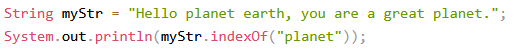 String myStr = "Hello planet earth, you are a great planet.";
System.out.println(myStr.indexOf("planet"));